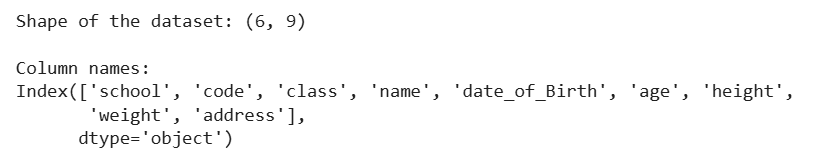 Shape of the dataset: (6, 9)
Column names:
Index(['school', 'code', 'class', 'name', 'date_of_Birth', 'age', 'height',
'weight', 'address'],
dtype='object')